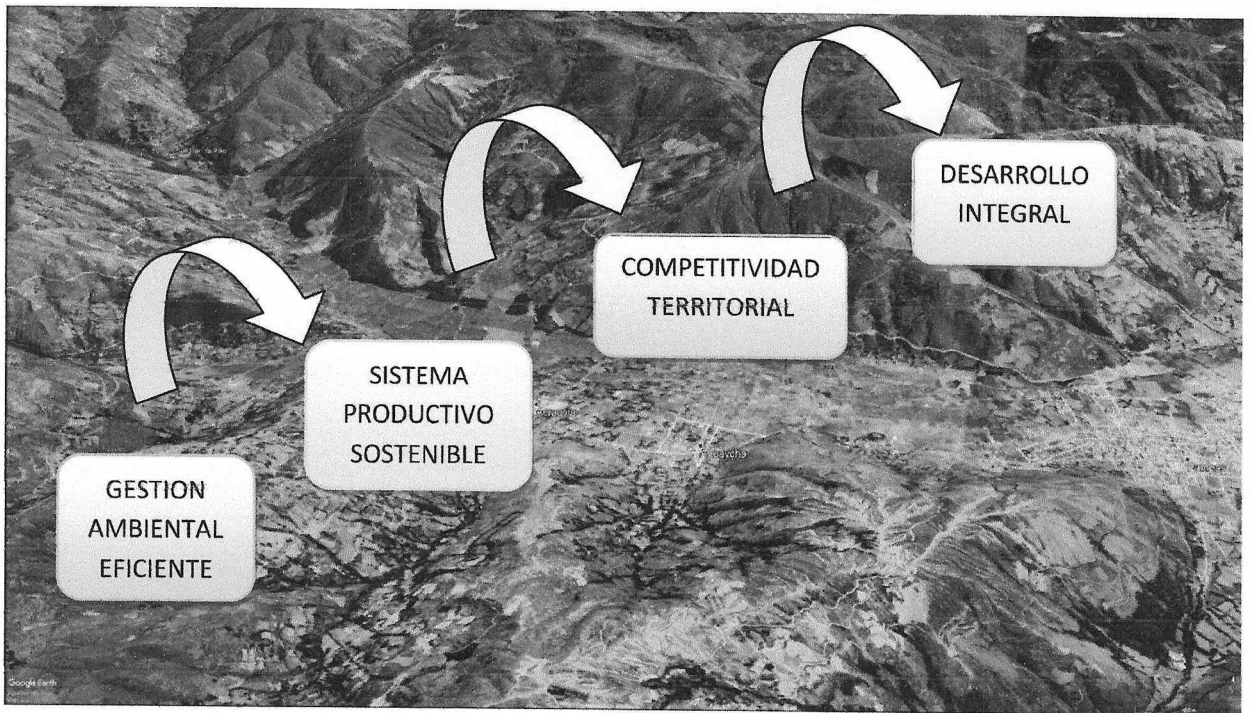 DESARROLLO
INTEGRAL
COMPETITIVIDAD
TERRITORIAL
SISTEMA
PRODUCTIVO
SOSTENIBLE
GESTION
AMBIENTAL
EFICIENTE
Google Earth